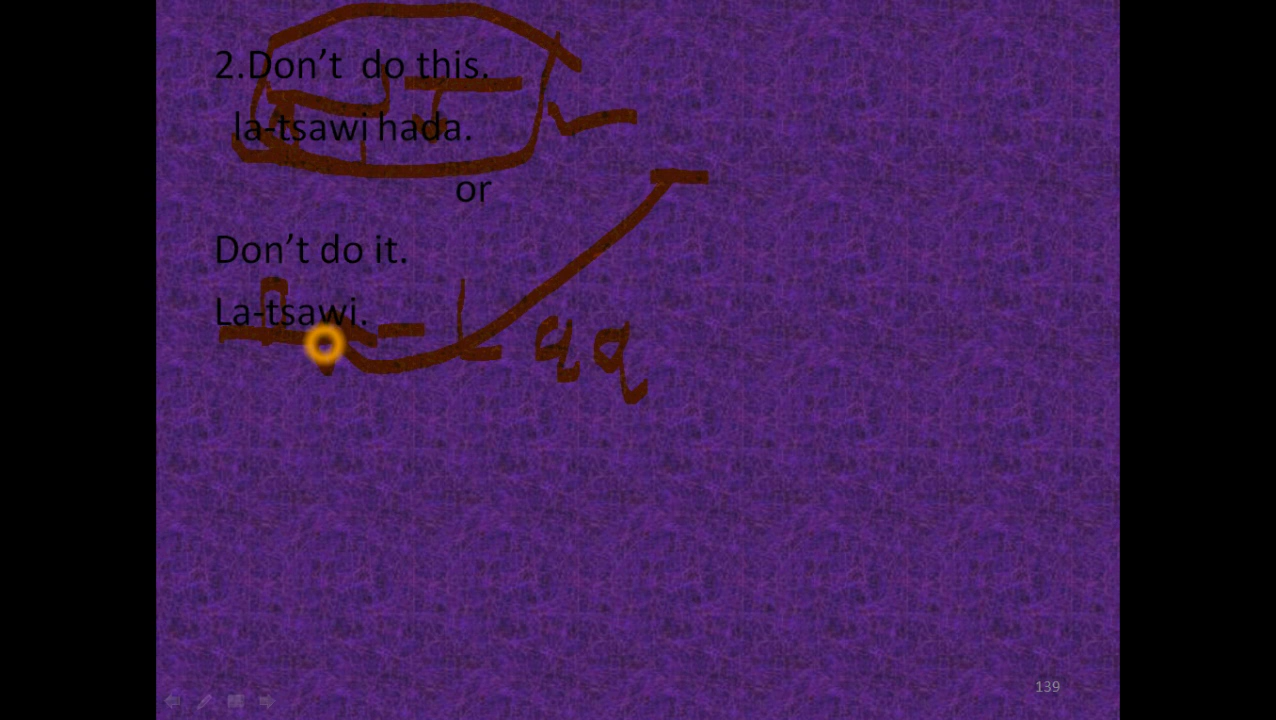 2.Don't do this.
la-tsawi hada.
or
Don't do it.
La-tsawi.
139